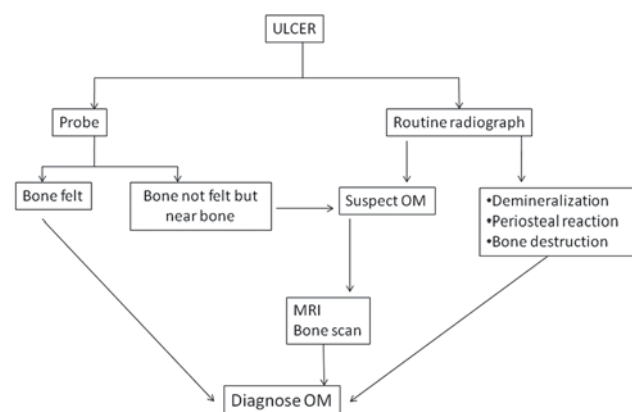 ULCER
Probe
Routine radiograph
Bone felt
Bone not felt but
near bone
Suspect OM
•Demineralization
•Periosteal reaction
•Bone destruction
MRI
Bone scan
Diagnose OM